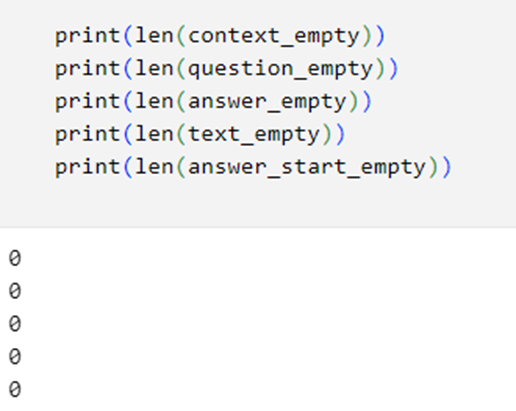 print(len(context_empty))
print(len(question_empty))
print(len(answer_empty))
print(len(text_empty))
print(len(answer_start_empty))
0
0
0
0
0